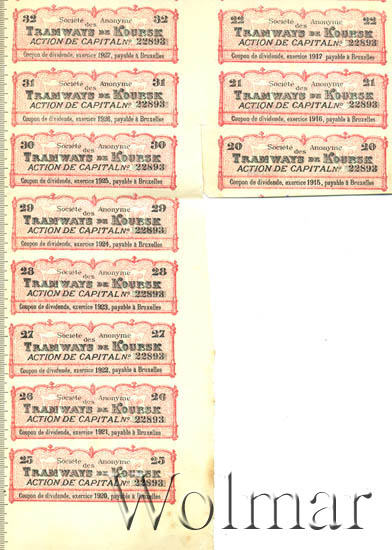 32 Société des Anonyme 32
TRAMWAYS DE KOURSK
ACTION DE CAPITAL No. 22893
Coupon de dividende, exercice 1927, payable à Bruxelles
31 Société des Anonyme 31
TRAMWAYS DE KOURSK
ACTION DE CAPITAL No. 22893
Coupon de dividende, exercice 1926, payable à Bruxelles
30 Société des Anonyme 30
TRAMWAYS DE KOURSK
ACTION DE CAPITAL No. 22893
Coupon de dividende, exercice 1925, payable à Bruxelles
29 Société des Anonyme 29
TRAMWAYS DE KOURSK
ACTION DE CAPITAL No. 22893
Coupon de dividende, exercice 1924, payable à Bruxelles
28 Société des Anonyme 28
TRAMWAYS DE KOURSK
ACTION DE CAPITAL No. 22893
Coupon de dividende, exercice 1923, payable à Bruxelles
27 Société des Anonyme 27
TRAMWAYS DE KOURSK
ACTION DE CAPITAL No. 22893
Coupon de dividende, exercice 1922, payable à Bruxelles
26 Société des Anonyme 26
TRAMWAYS DE KOURSK
ACTION DE CAPITAL No. 22893
Coupon de dividende, exercice 1921, payable à Bruxelles
25 Société des Anonyme 25
TRAMWAYS DE KOURSK
ACTION DE CAPITAL No. 22893
Coupon de dividende, exercice 1920, payable à Bruxelles
22 Société des Anonyme 22
TRAMWAYS DE KOURSK
ACTION DE CAPITAL No. 22893
Coupon de dividende, exercice 1917, payable à Bruxelles
21 Société des Anonyme 21
TRAMWAYS DE KOURSK
ACTION DE CAPITAL No. 22893
Coupon de dividende, exercice 1916, payable à Bruxelles
20 Société des Anonyme 20
TRAMWAYS DE KOURSK
ACTION DE CAPITAL No. 22893
Coupon de dividende, exercice 1915, payable à Bruxelles
Wolmar